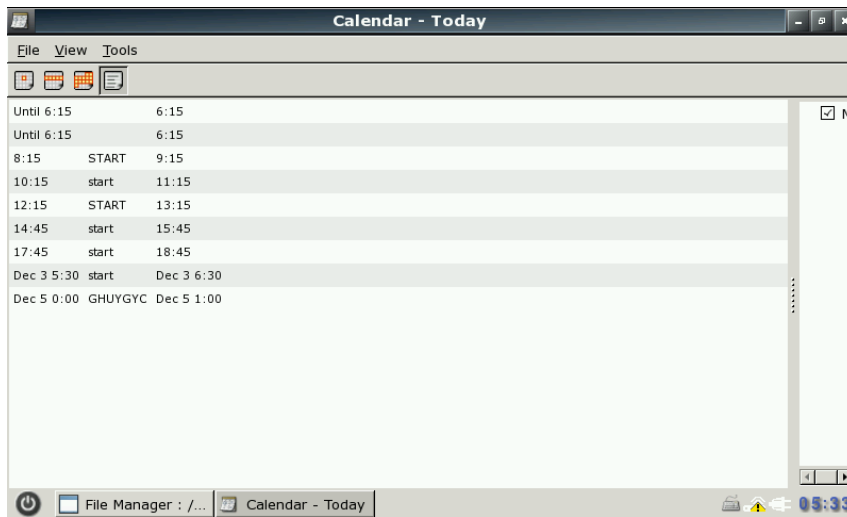 Calendar - Today
File View Tools
Until 6:15 6:15
Until 6:15 6:15
8:15 START 9:15
10:15 start 11:15
12:15 START 13:15
14:45 start 15:45
17:45 start 18:45
Dec 3 5:30 start Dec 3 6:30
Dec 5 0:00 GHUYGYC Dec 5 1:00
File Manager : /... Calendar - Today 05:33